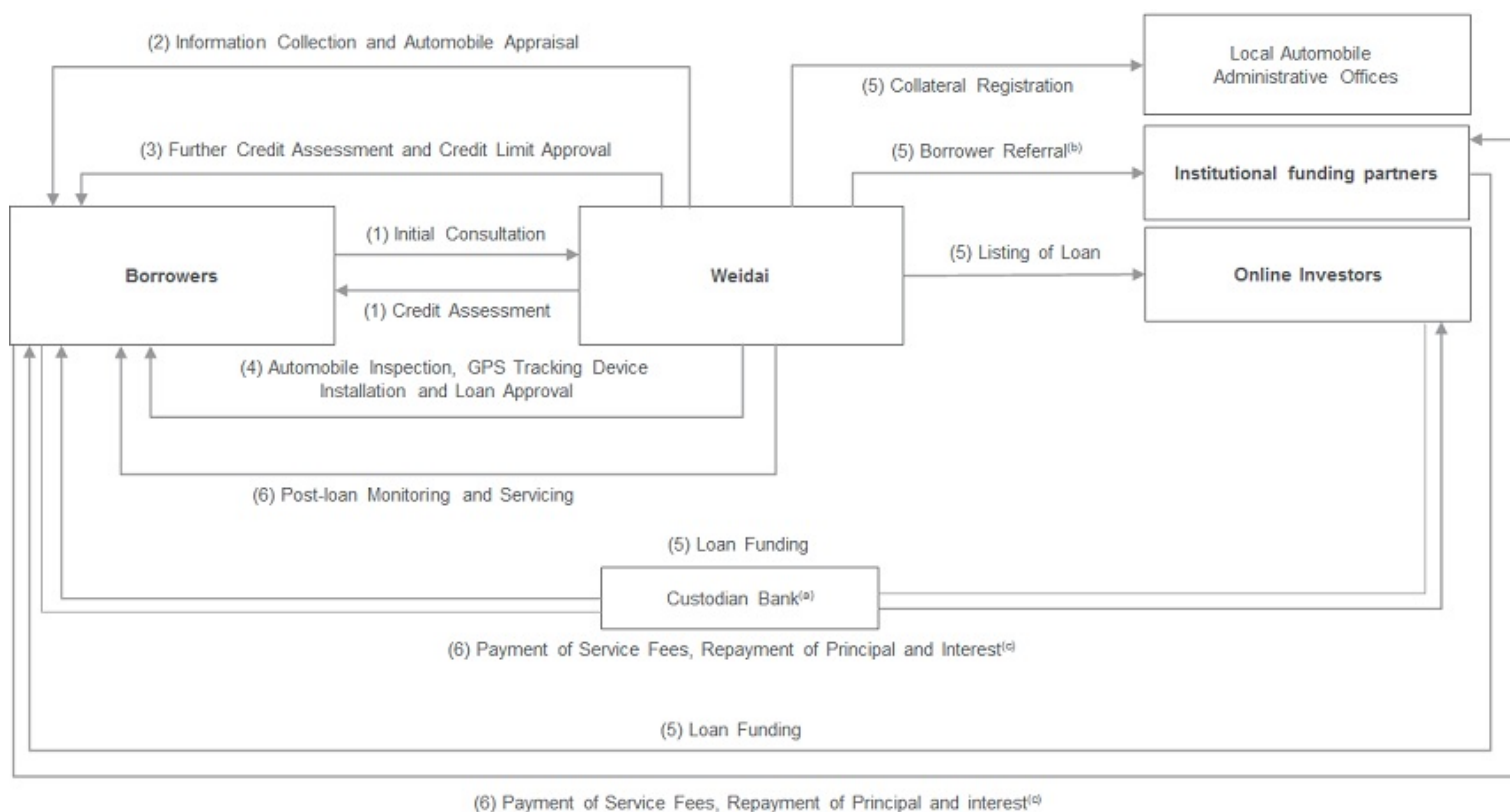 (2) Information Collection and Automobile Appraisal
Local Automobile
Administrative Offices
(5) Collateral Registration
(3) Further Credit Assessment and Credit Limit Approval
(5) Borrower Referral(b)
Institutional funding partners
(1) Initial Consultation
(5) Listing of Loan
Borrowers
Weidai
Online Investors
(1) Credit Assessment
(4) Automobile Inspection, GPS Tracking Device
Installation and Loan Approval
(6) Post-loan Monitoring and Servicing
(5) Loan Funding
Custodian Bank(a)
(6) Payment of Service Fees, Repayment of Principal and Interest(c)
(5) Loan Funding
(6) Payment of Service Fees, Repayment of Principal and interest(c)